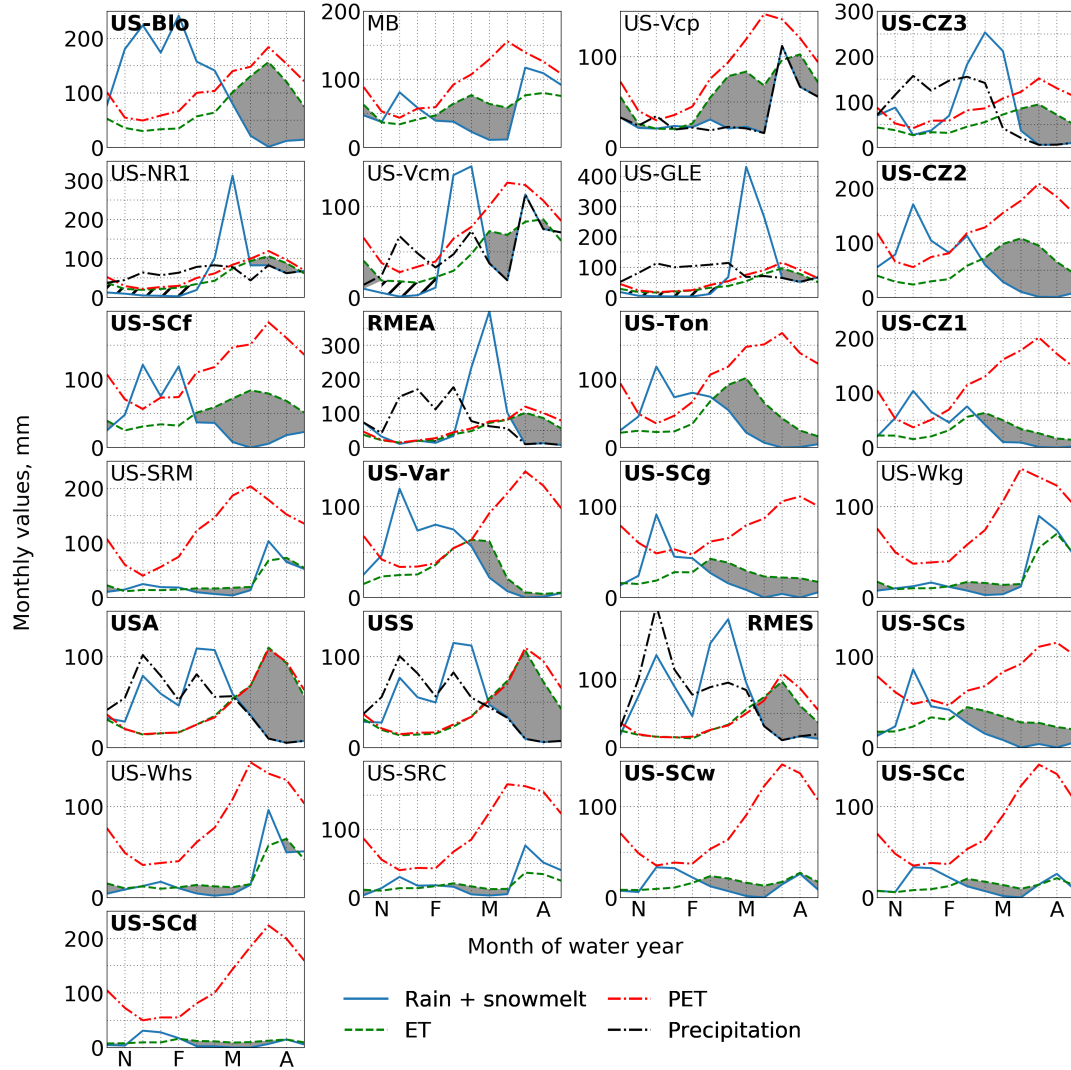 US-Blo
MB
US-Vcp
US-CZ3
200
100
0
200
100
0
100
0
300
200
100
0
US-NR1
US-Vcm
US-GLE
US-CZ2
300
200
100
0
100
0
400
300
200
100
0
200
100
0
US-SCf
RMEA
US-Ton
US-CZ1
100
0
300
200
100
0
100
0
200
100
0
Monthly values, mm
US-SRM
US-Var
US-SCg
US-Wkg
200
100
0
100
0
100
0
100
0
USA
USS
RMES
US-SCs
100
0
100
0
100
0
100
0
US-Whs
US-SRC
US-SCw
US-SCc
100
0
100
0
100
0
100
0
N F M A
N F M A
N F M A
US-SCd
200
100
0
N F M A
Month of water year
Rain + snowmelt
PET
ET
Precipitation